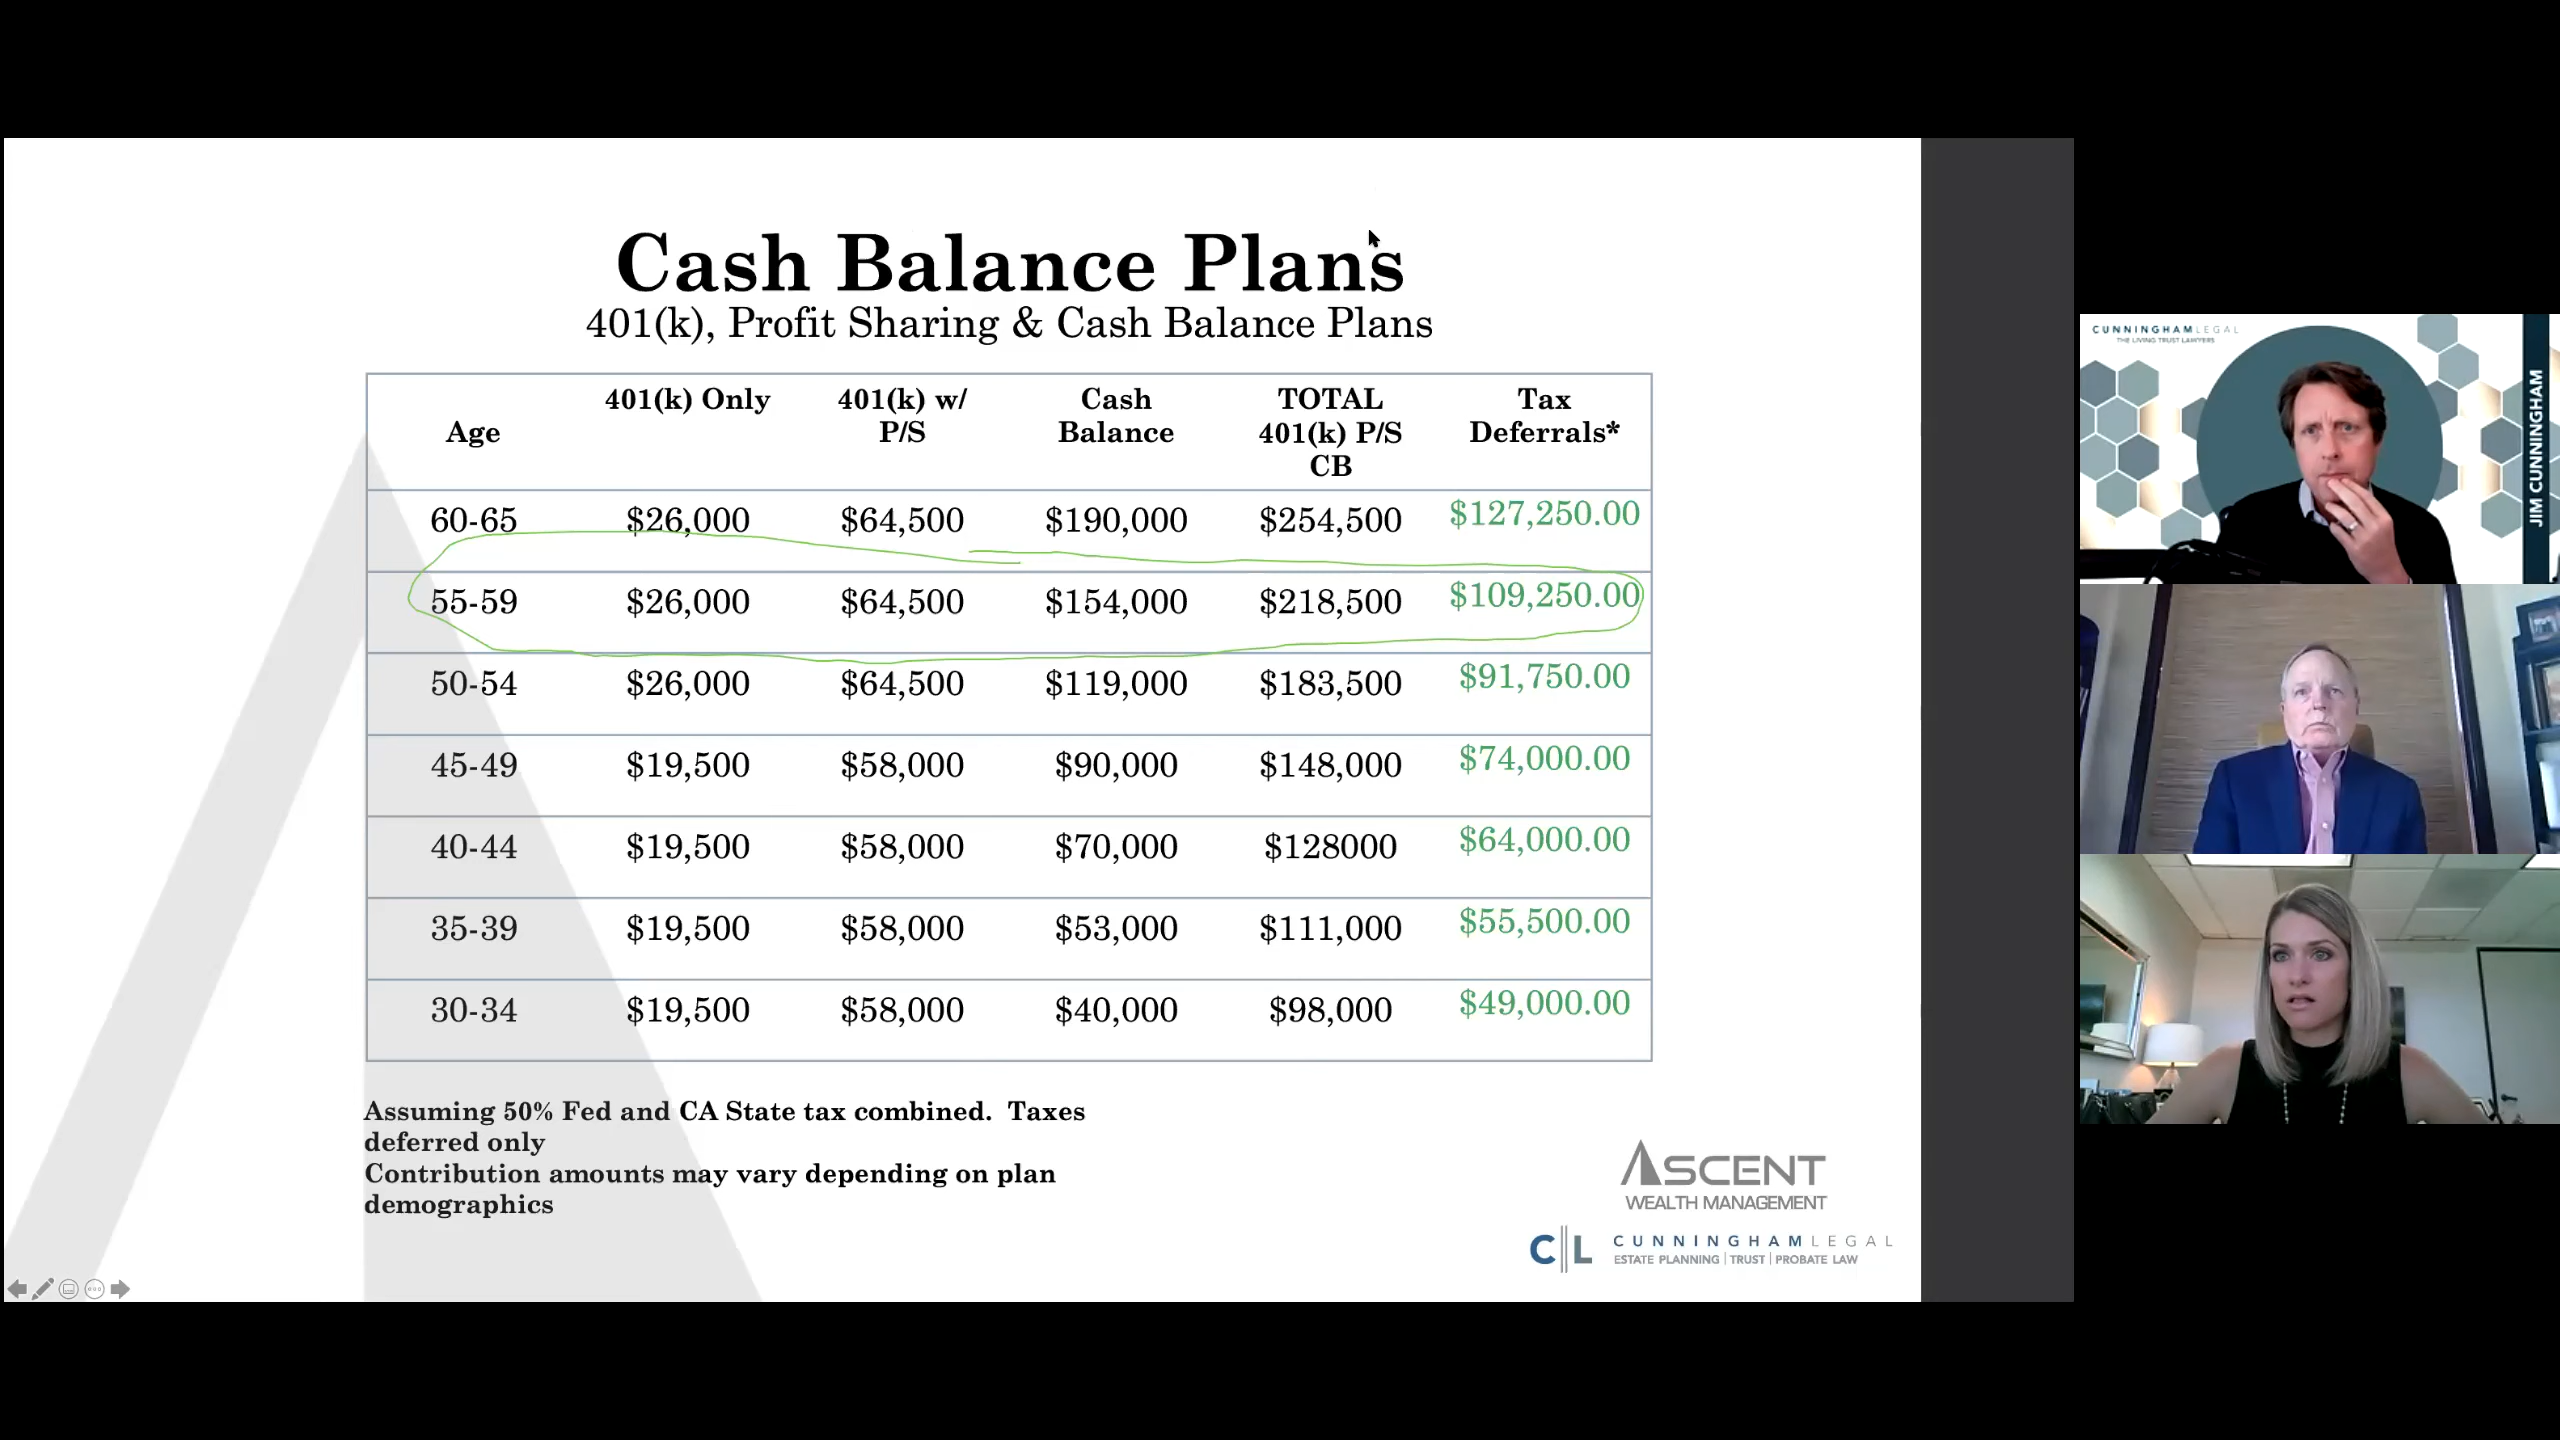 Cash Balance Plans
401(k), Profit Sharing & Cash Balance Plans
Age 401(k) Only 401(k) w/ P/S Cash Balance TOTAL 401(k) P/S CB Tax Deferrals*
60-65 $26,000 $64,500 $190,000 $254,500 $127,250.00
55-59 $26,000 $64,500 $154,000 $218,500 $109,250.00
50-54 $26,000 $64,500 $119,000 $183,500 $91,750.00
45-49 $19,500 $58,000 $90,000 $148,000 $74,000.00
40-44 $19,500 $58,000 $70,000 $128000 $64,000.00
35-39 $19,500 $58,000 $53,000 $111,000 $55,500.00
30-34 $19,500 $58,000 $40,000 $98,000 $49,000.00
Assuming 50% Fed and CA State tax combined. Taxes
deferred only
Contribution amounts may vary depending on plan
demographics
ASCENT
WEALTH MANAGEMENT
C L CUNNINGHAM LEGAL
ESTATE PLANNING | TRUST | PROBATE LAW
CUNNINGHAM LEGAL
THE LIVING TRUST LAWYERS
JIM CUNNINGHAM